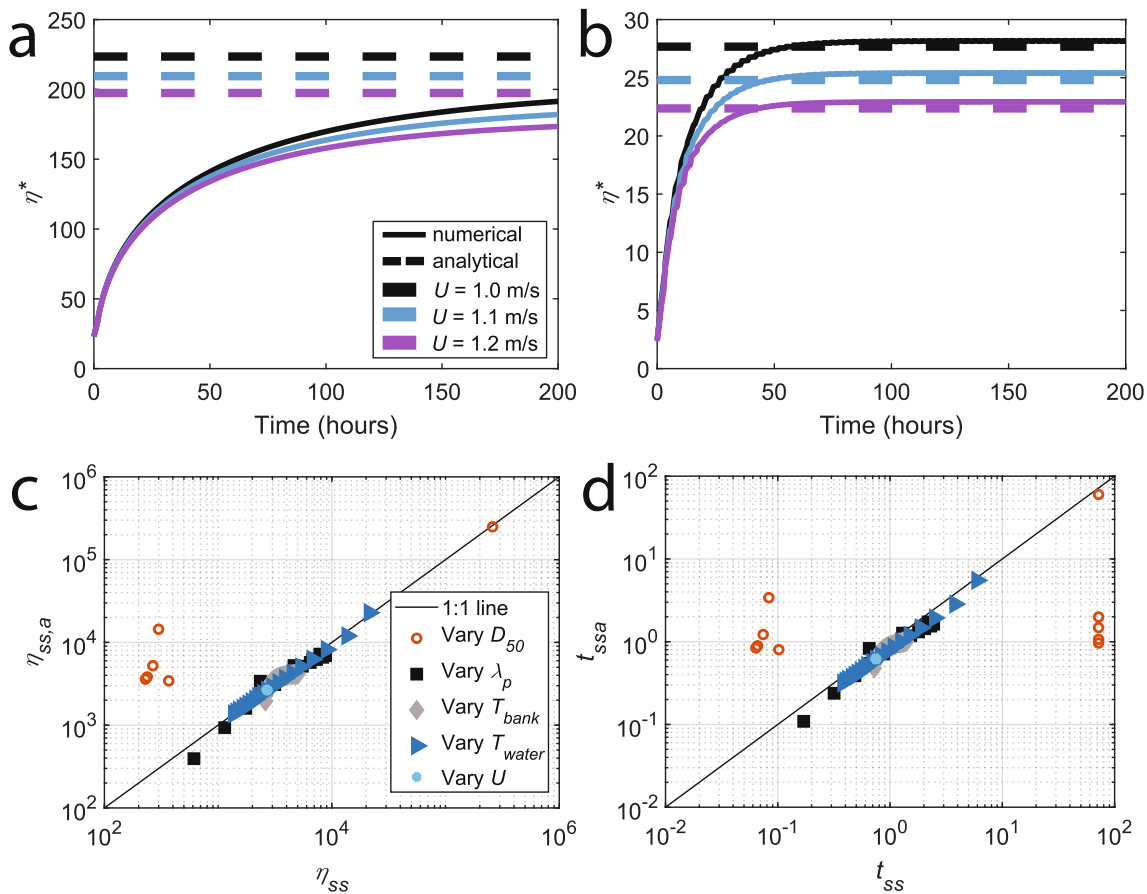 a
250
200
150
100
50
0
η*
0 50 100 150 200
Time (hours)
numerical
analytical
U = 1.0 m/s
U = 1.1 m/s
U = 1.2 m/s
b
30
25
20
15
10
5
0
η*
0 50 100 150 200
Time (hours)
c
10^6
10^5
10^4
10^3
10^2
η_ss,a
10^2 10^4 10^6
η_ss
1:1 line
Vary D_50
Vary λ_p
Vary T_bank
Vary T_water
Vary U
d
10^2
10^1
10^0
10^-1
10^-2
t_ssa
10^-2 10^-1 10^0 10^1 10^2
t_ss